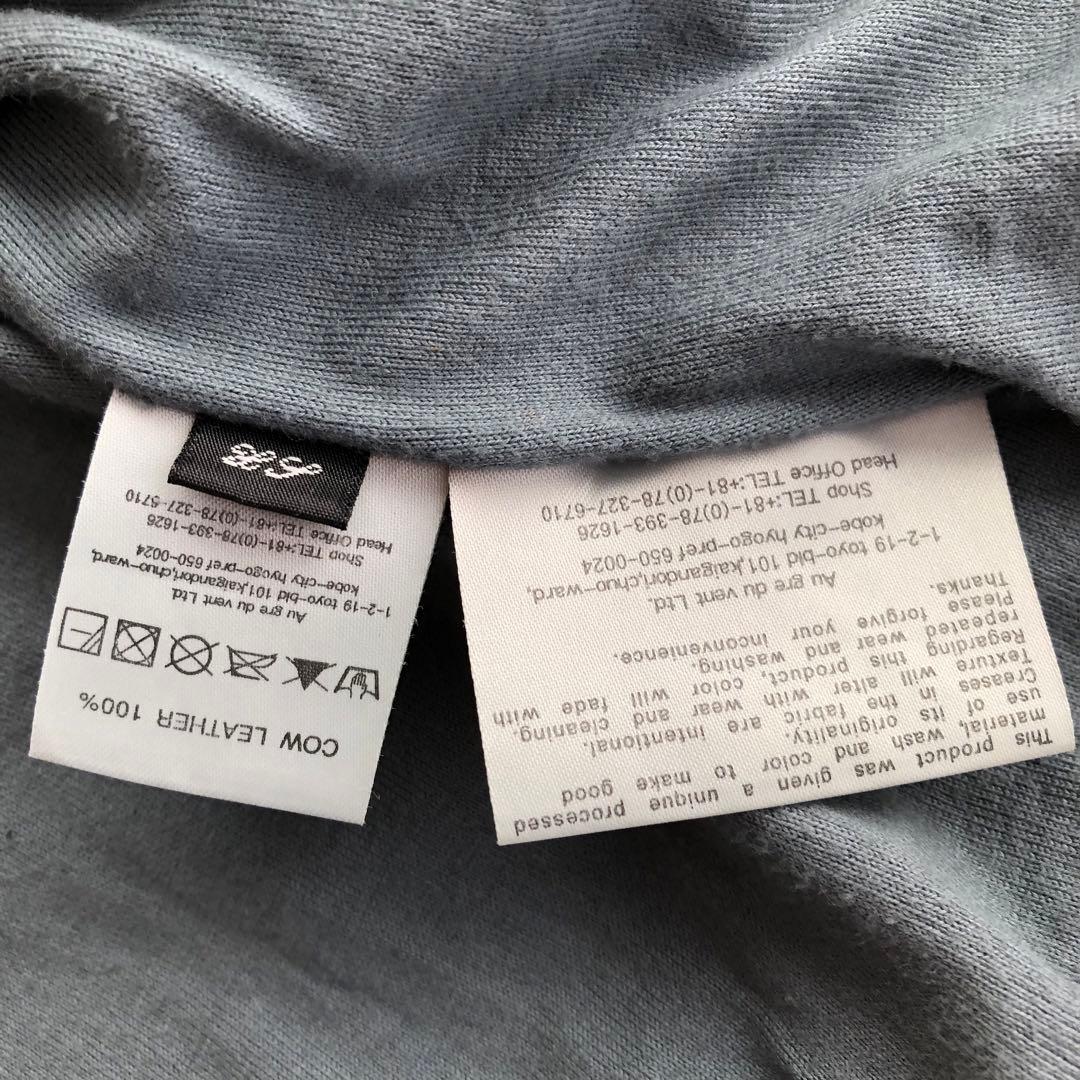 This product was given a unique processed
material, wash and color to make good
use of its originality.
Creases in the fabric are intentional.
Texture will alter with wear and cleaning.
Regarding this product, color will fade with
repeated wear and washing.
Please forgive your inconvenience.
Thanks
Au gre du vent Ltd.
1-2-19 toyo-bld 101,kaigandori,chuo-ward,
kobe-city hyogo-pref 650-0024
Shop TEL:+81-(0)78-393-1626
Head Office TEL:+81-(0)78-327-6710
COW LEATHER 100%
Au gre du vent Ltd.
1-2-19 toyo-bld 101,kaigandori,chuo-ward,
kobe-city hyogo-pref 650-0024
Shop TEL:+81-(0)78-393-1626
Head Office TEL:+81-(0)78-327-5710